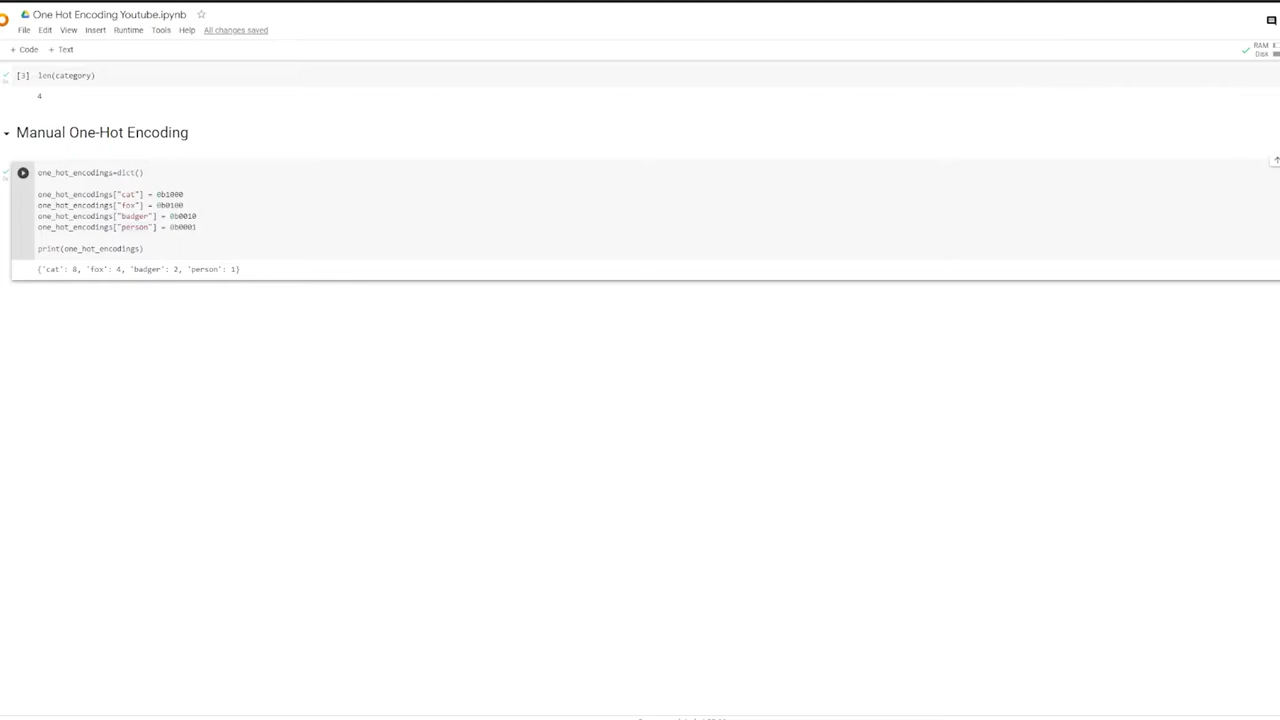 One Hot Encoding Youtube.ipynb
File Edit View Insert Runtime Tools Help All changes saved
+ Code + Text
RAM
Disk
[3] len(category)
4
Manual One-Hot Encoding
one_hot_encodings=dict()
one_hot_encodings["cat"] = 0b1000
one_hot_encodings["fox"] = 0b0100
one_hot_encodings["badger"] = 0b0010
one_hot_encodings["person"] = 0b0001
print(one_hot_encodings)
{'cat': 8, 'fox': 4, 'badger': 2, 'person': 1}